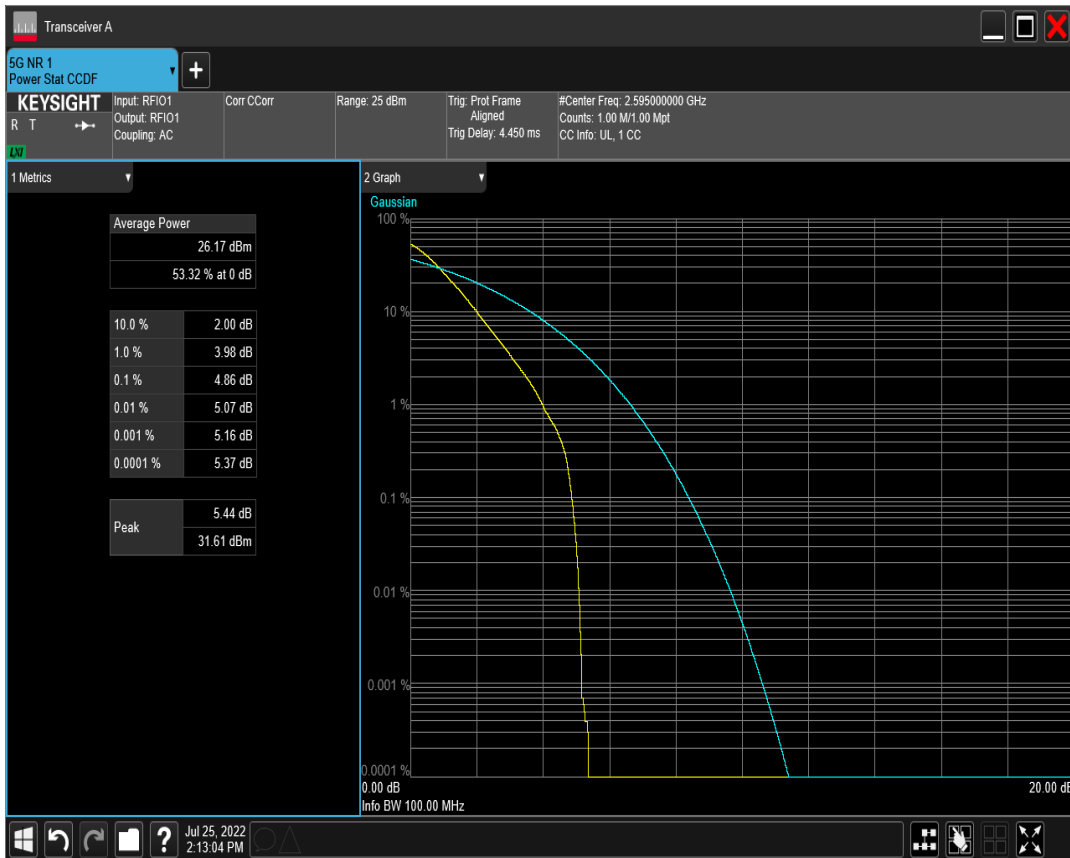 Transceiver A
5G NR 1
Power Stat CCDF
+
KEYSIGHT
R T
LXI
Input: RFIO1
Output: RFIO1
Coupling: AC
Corr CCorr
Range: 25 dBm
Trig: Prot Frame
Aligned
Trig Delay: 4.450 ms
#Center Freq: 2.595000000 GHz
Counts: 1.00 M/1.00 Mpt
CC Info: UL, 1 CC
1 Metrics
Average Power
26.17 dBm
53.32 % at 0 dB
10.0 % 2.00 dB
1.0 % 3.98 dB
0.1 % 4.86 dB
0.01 % 5.07 dB
0.001 % 5.16 dB
0.0001 % 5.37 dB
Peak
5.44 dB
31.61 dBm
2 Graph
Gaussian
100 %
10 %
1 %
0.1 %
0.01 %
0.001 %
0.0001 %
0.00 dB 20.00 dB
Info BW 100.00 MHz
?
Jul 25, 2022
2:13:04 PM